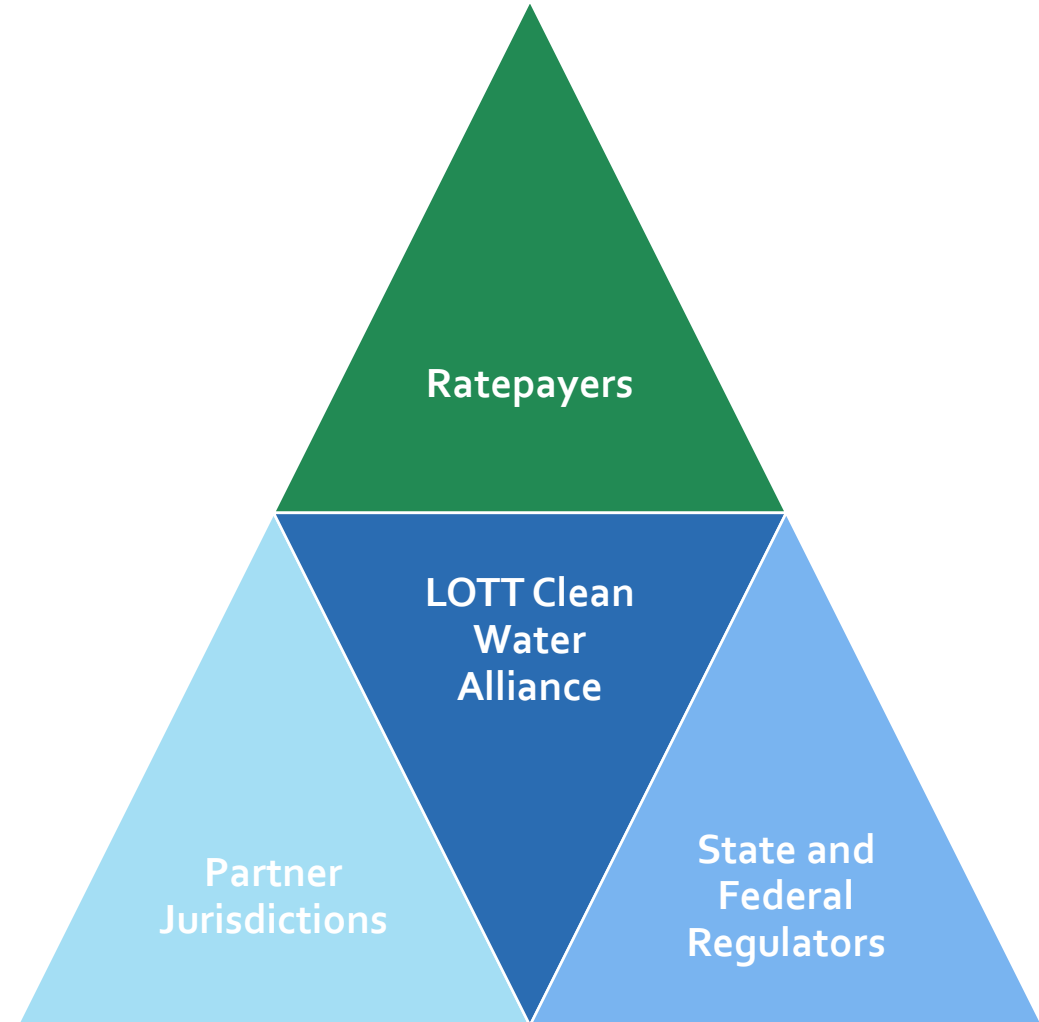 Ratepayers
LOTT Clean
Water
Alliance
Partner
Jurisdictions
State and
Federal
Regulators